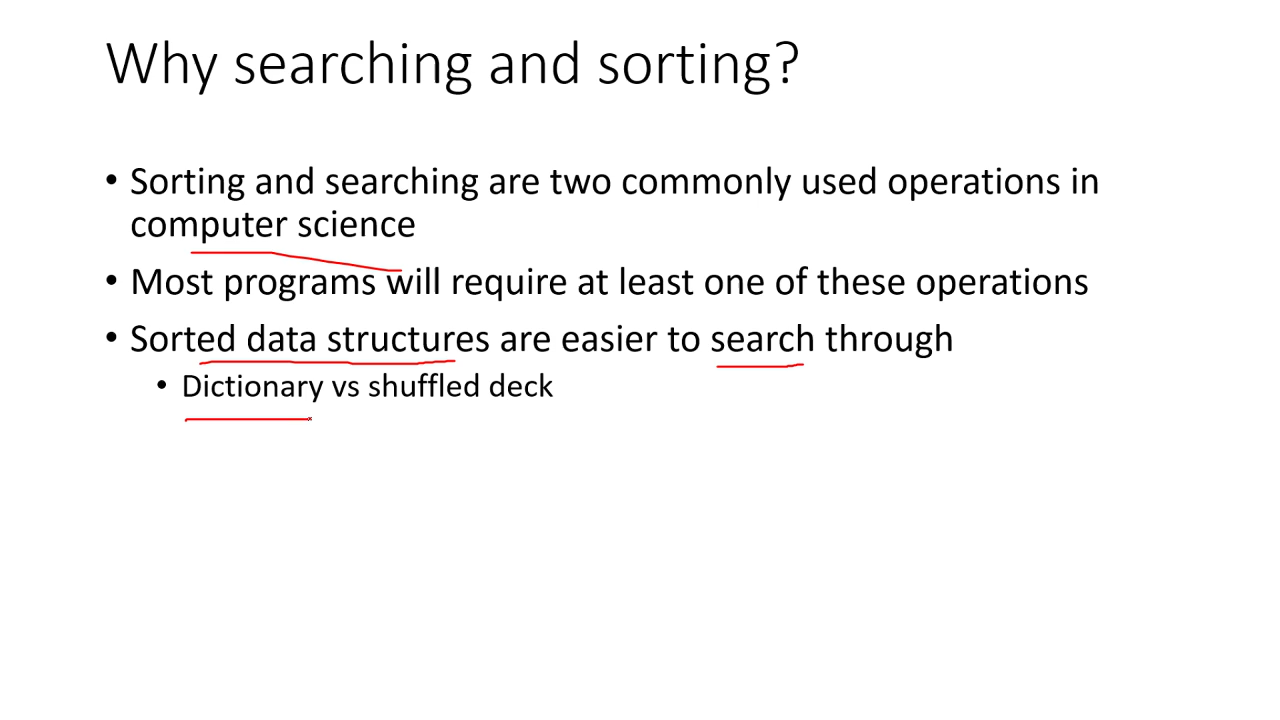 Why searching and sorting?
• Sorting and searching are two commonly used operations in
computer science
• Most programs will require at least one of these operations
• Sorted data structures are easier to search through
• Dictionary vs shuffled deck